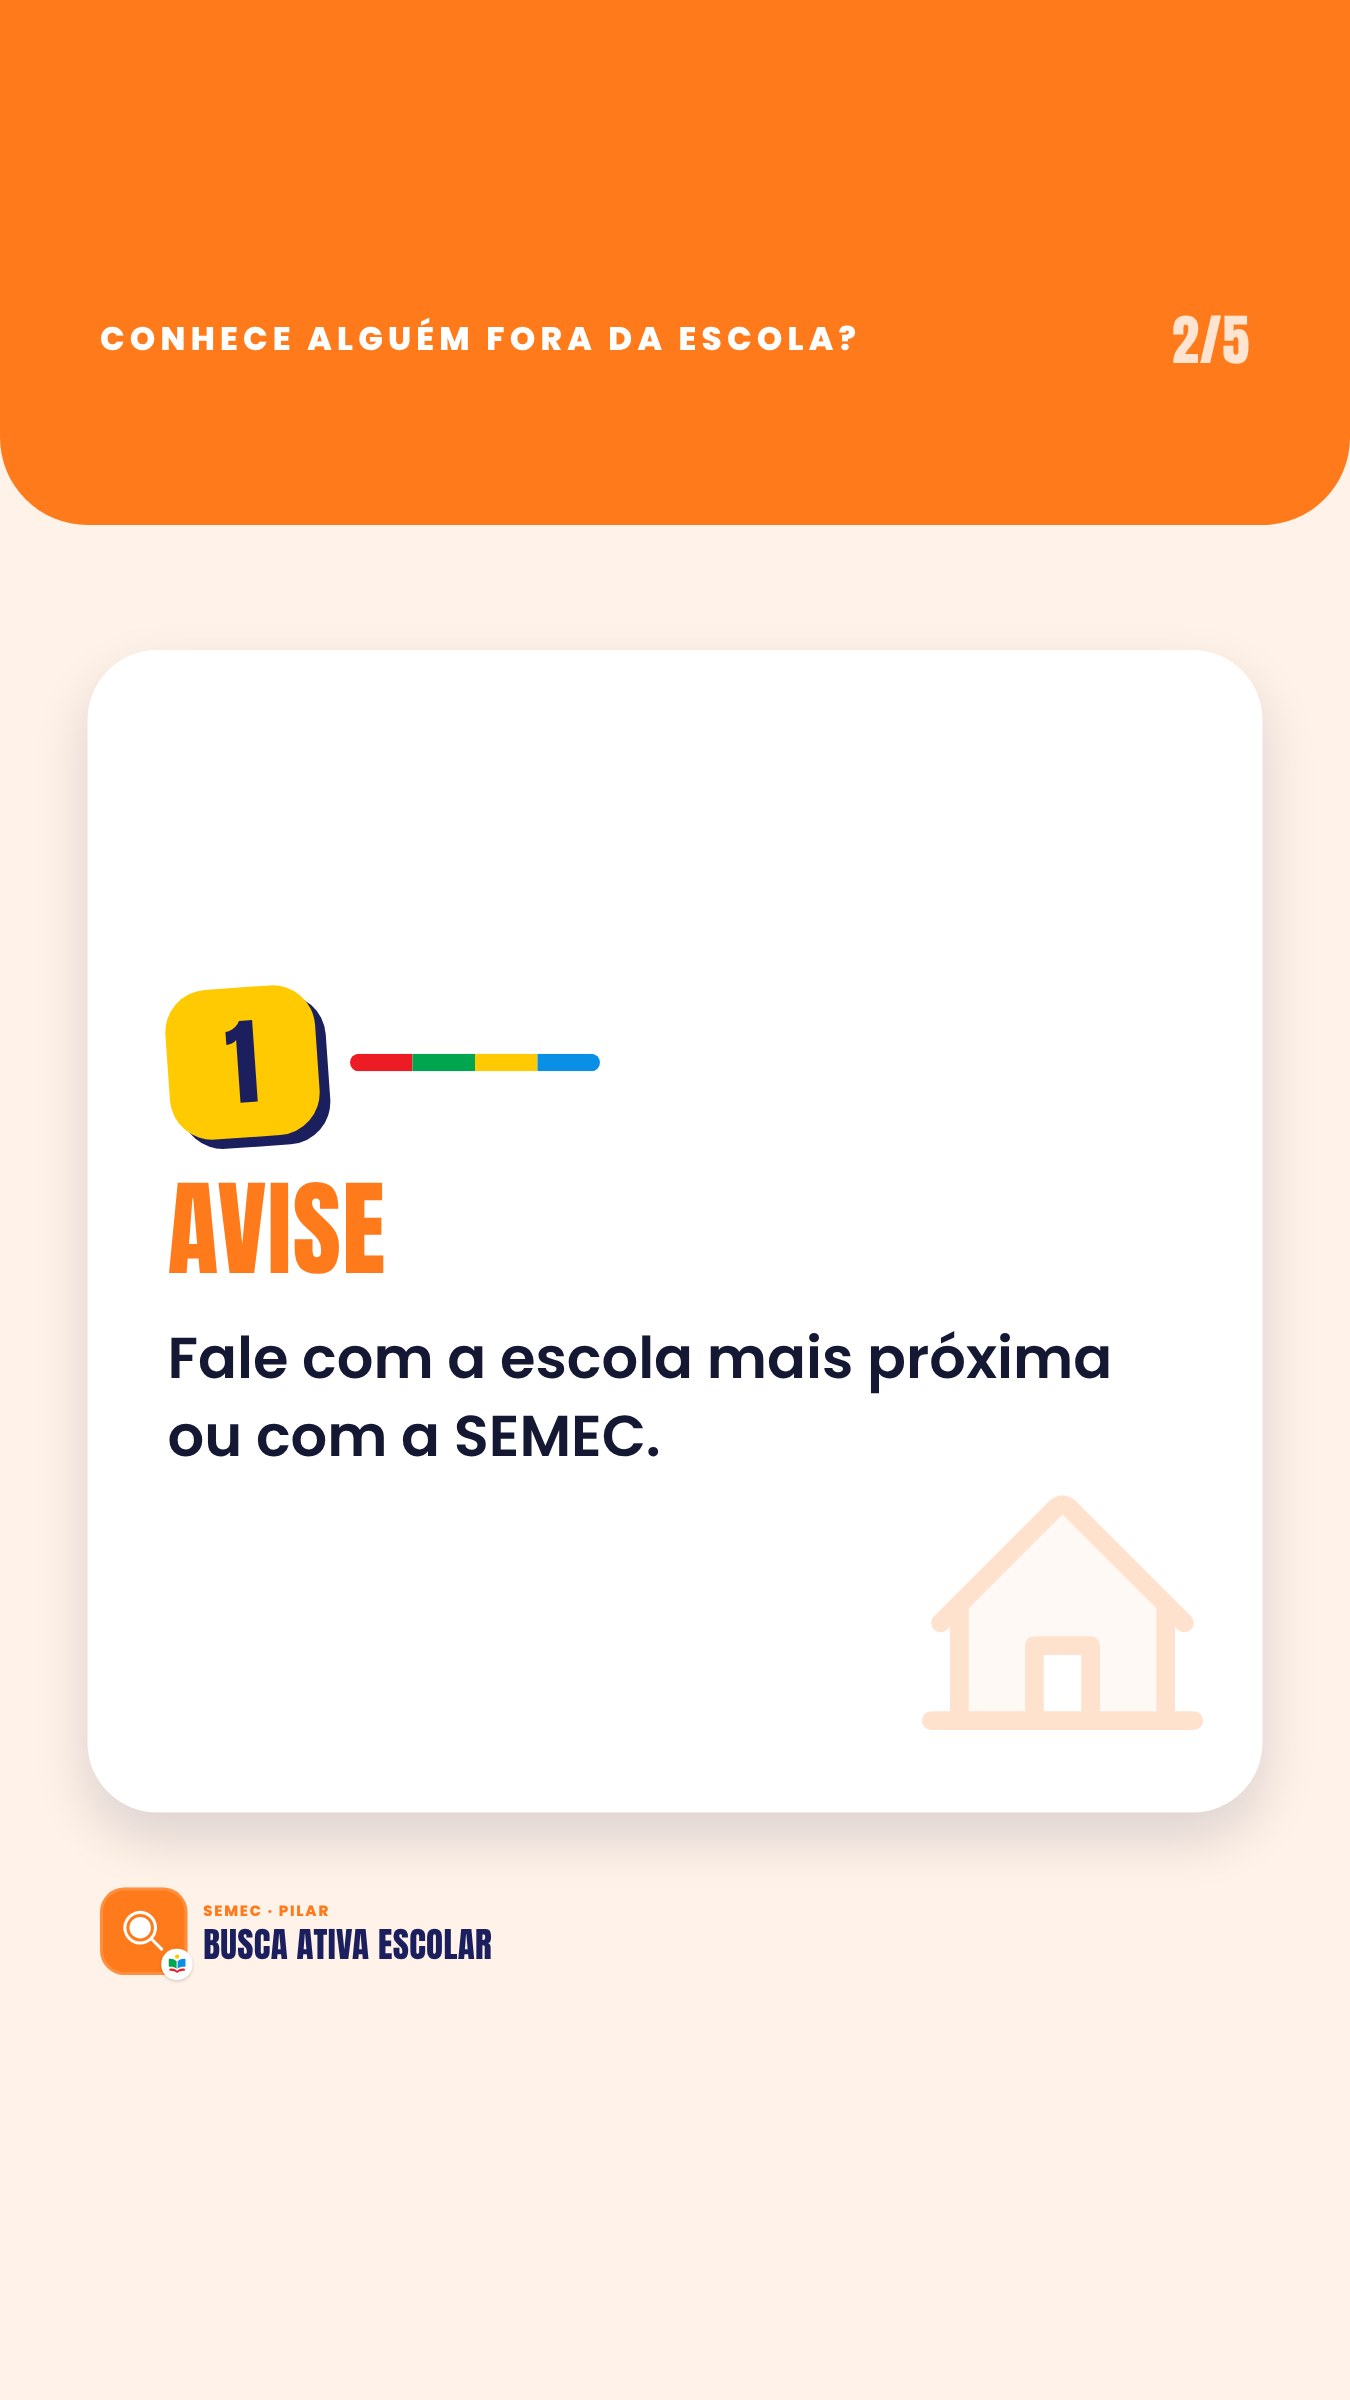 CONHECE ALGUÉM FORA DA ESCOLA?
2/5
1
AVISE
Fale com a escola mais próxima
ou com a SEMEC.
SEMEC · PILAR
BUSCA ATIVA ESCOLAR